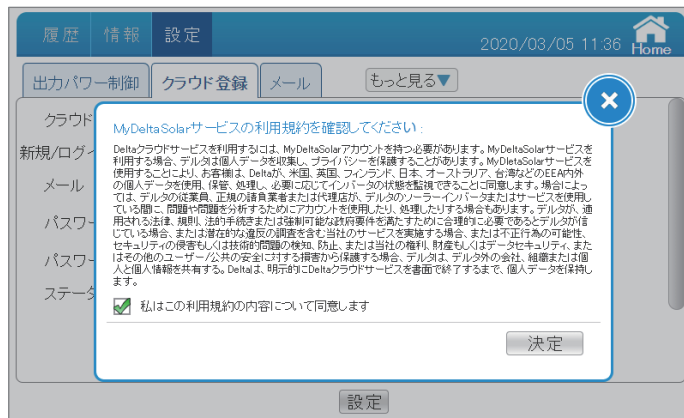 履歴 情報 設定
2020/03/05 11:36 Home
出力パワー制御 クラウド登録 メール もっと見る▼
クラウド
新規/ログ
メール
パスワ
パスワ
ステータ
MyDeltaSolarサービスの利用規約を確認してください :
Deltaクラウドサービスを利用するには、MyDeltaSolarアカウントを持つ必要があります。MyDeltaSolarサービスを
利用する場合、デルタは個人データを収集し、プライバシーを保護することがあります。MyDletaSolarサービスを
使用することにより、お客様は、Deltaが、米国、英国、フィンランド、日本、オーストラリア、台湾などのEEA内外
の個人データを使用、保管、処理し、必要に応じてインバータの状態を監視できることに同意します。場合によっ
ては、デルタの従業員、正規の請負業者または代理店が、デルタのソーラーインバータまたはサービスを使用し
ている間に、問題や問題を分析するためにアカウントを使用したり、処理したりする場合もあります。デルタが、適
用される法律、規則、法的手続きまたは強制可能な政府要件を満たすために合理的に必要であるとデルタが信
じている場合、または潜在的な違反の調査を含む当社のサービスを実施する場合、または不正行為の可能性、
セキュリティの侵害もしくは技術的問題の検知、防止、または当社の権利、財産もしくはデータセキュリティ、また
はその他のユーザー/公共の安全に対する損害から保護する場合、デルタは、デルタ外の会社、組織または個
人と個人情報を共有する。Deltaは、明示的にDeltaクラウドサービスを書面で終了するまで、個人データを保持し
ます。
私はこの利用規約の内容について同意します
決定
設定